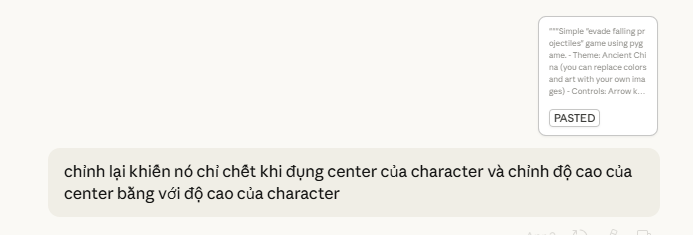 """Simple "evade falling pr
ojectiles" game using pyg
ame. - Theme: Ancient Chi
na (you can replace colors
and art with your own ima
ges) - Controls: Arrow k...
PASTED
chỉnh lại khiến nó chỉ chết khi đụng center của character và chỉnh độ cao của
center bằng với độ cao của character